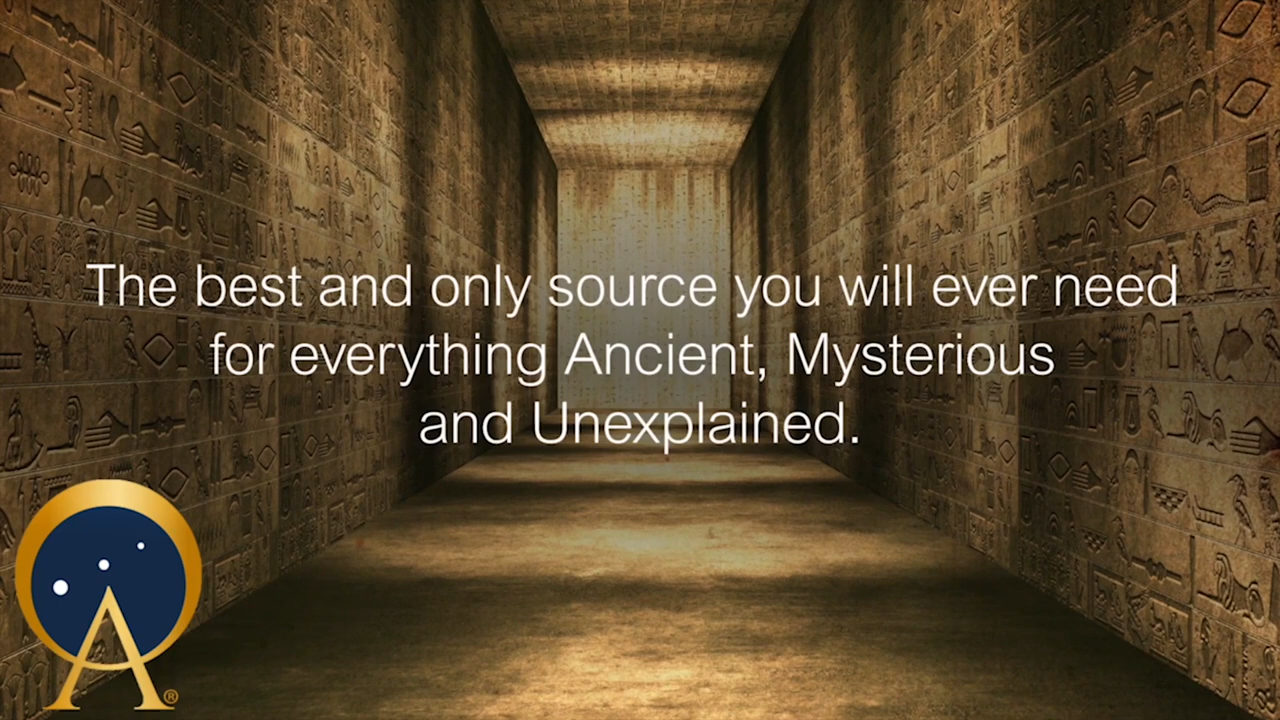 The best and only source you will ever need
for everything Ancient, Mysterious
and Unexplained.
A
®